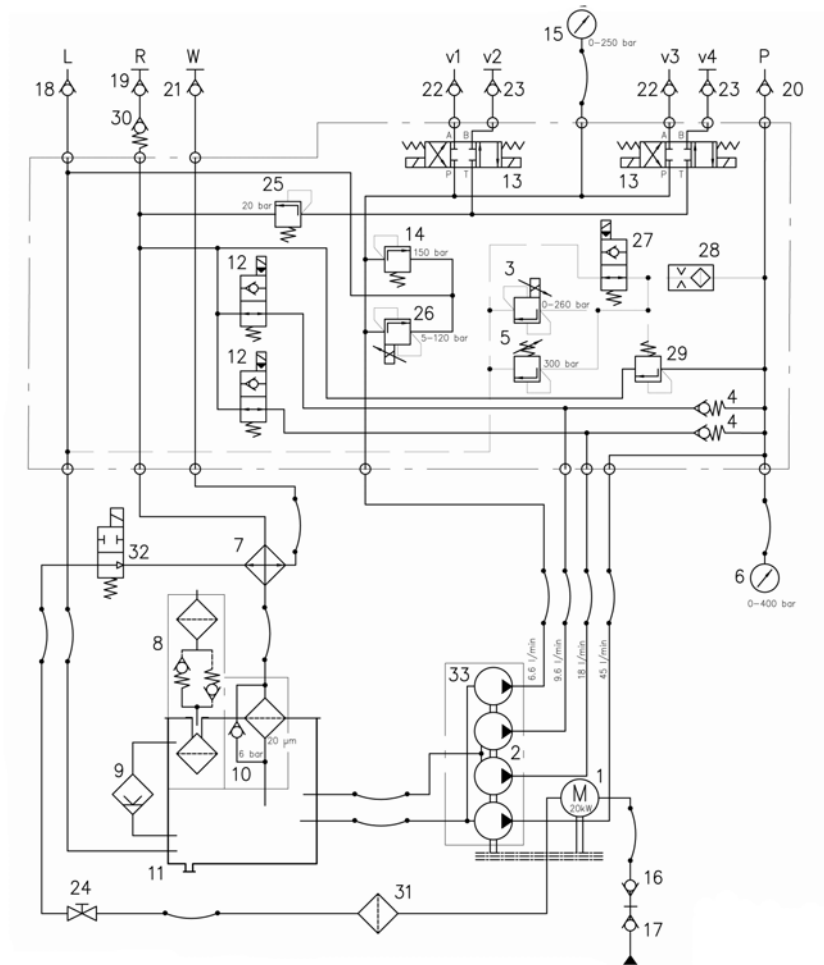 15
0-250 bar
L R W v1 v2 v3 v4 P
18 19 21 22 23 22 23 20
30
A B A B
P T P T
13 13
25
20 bar
14
150 bar
27
28
12
3
0-260 bar
26
5-120 bar
5
300 bar
29
12
4
4
32
7
6
0-400 bar
8
6.6 l/min
9.6 l/min
18 l/min
45 l/min
33
2
20 µm
6 bar
9
10
1
M
20kW
11
24
31
16
17